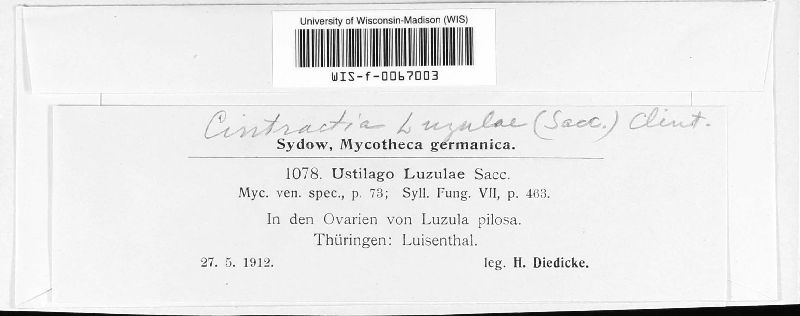 University of Wisconsin-Madison (WIS)
WIS-f-0067003
Cintractia Luzulae (Sacc.) Clint.
Sydow, Mycotheca germanica.
1078. Ustilago Luzulae Sacc.
Myc. ven. spec., p. 73; Syll. Fung. VII, p. 463.
In den Ovarien von Luzula pilosa.
Thüringen: Luisenthal.
27. 5. 1912. leg. H. Diedicke.